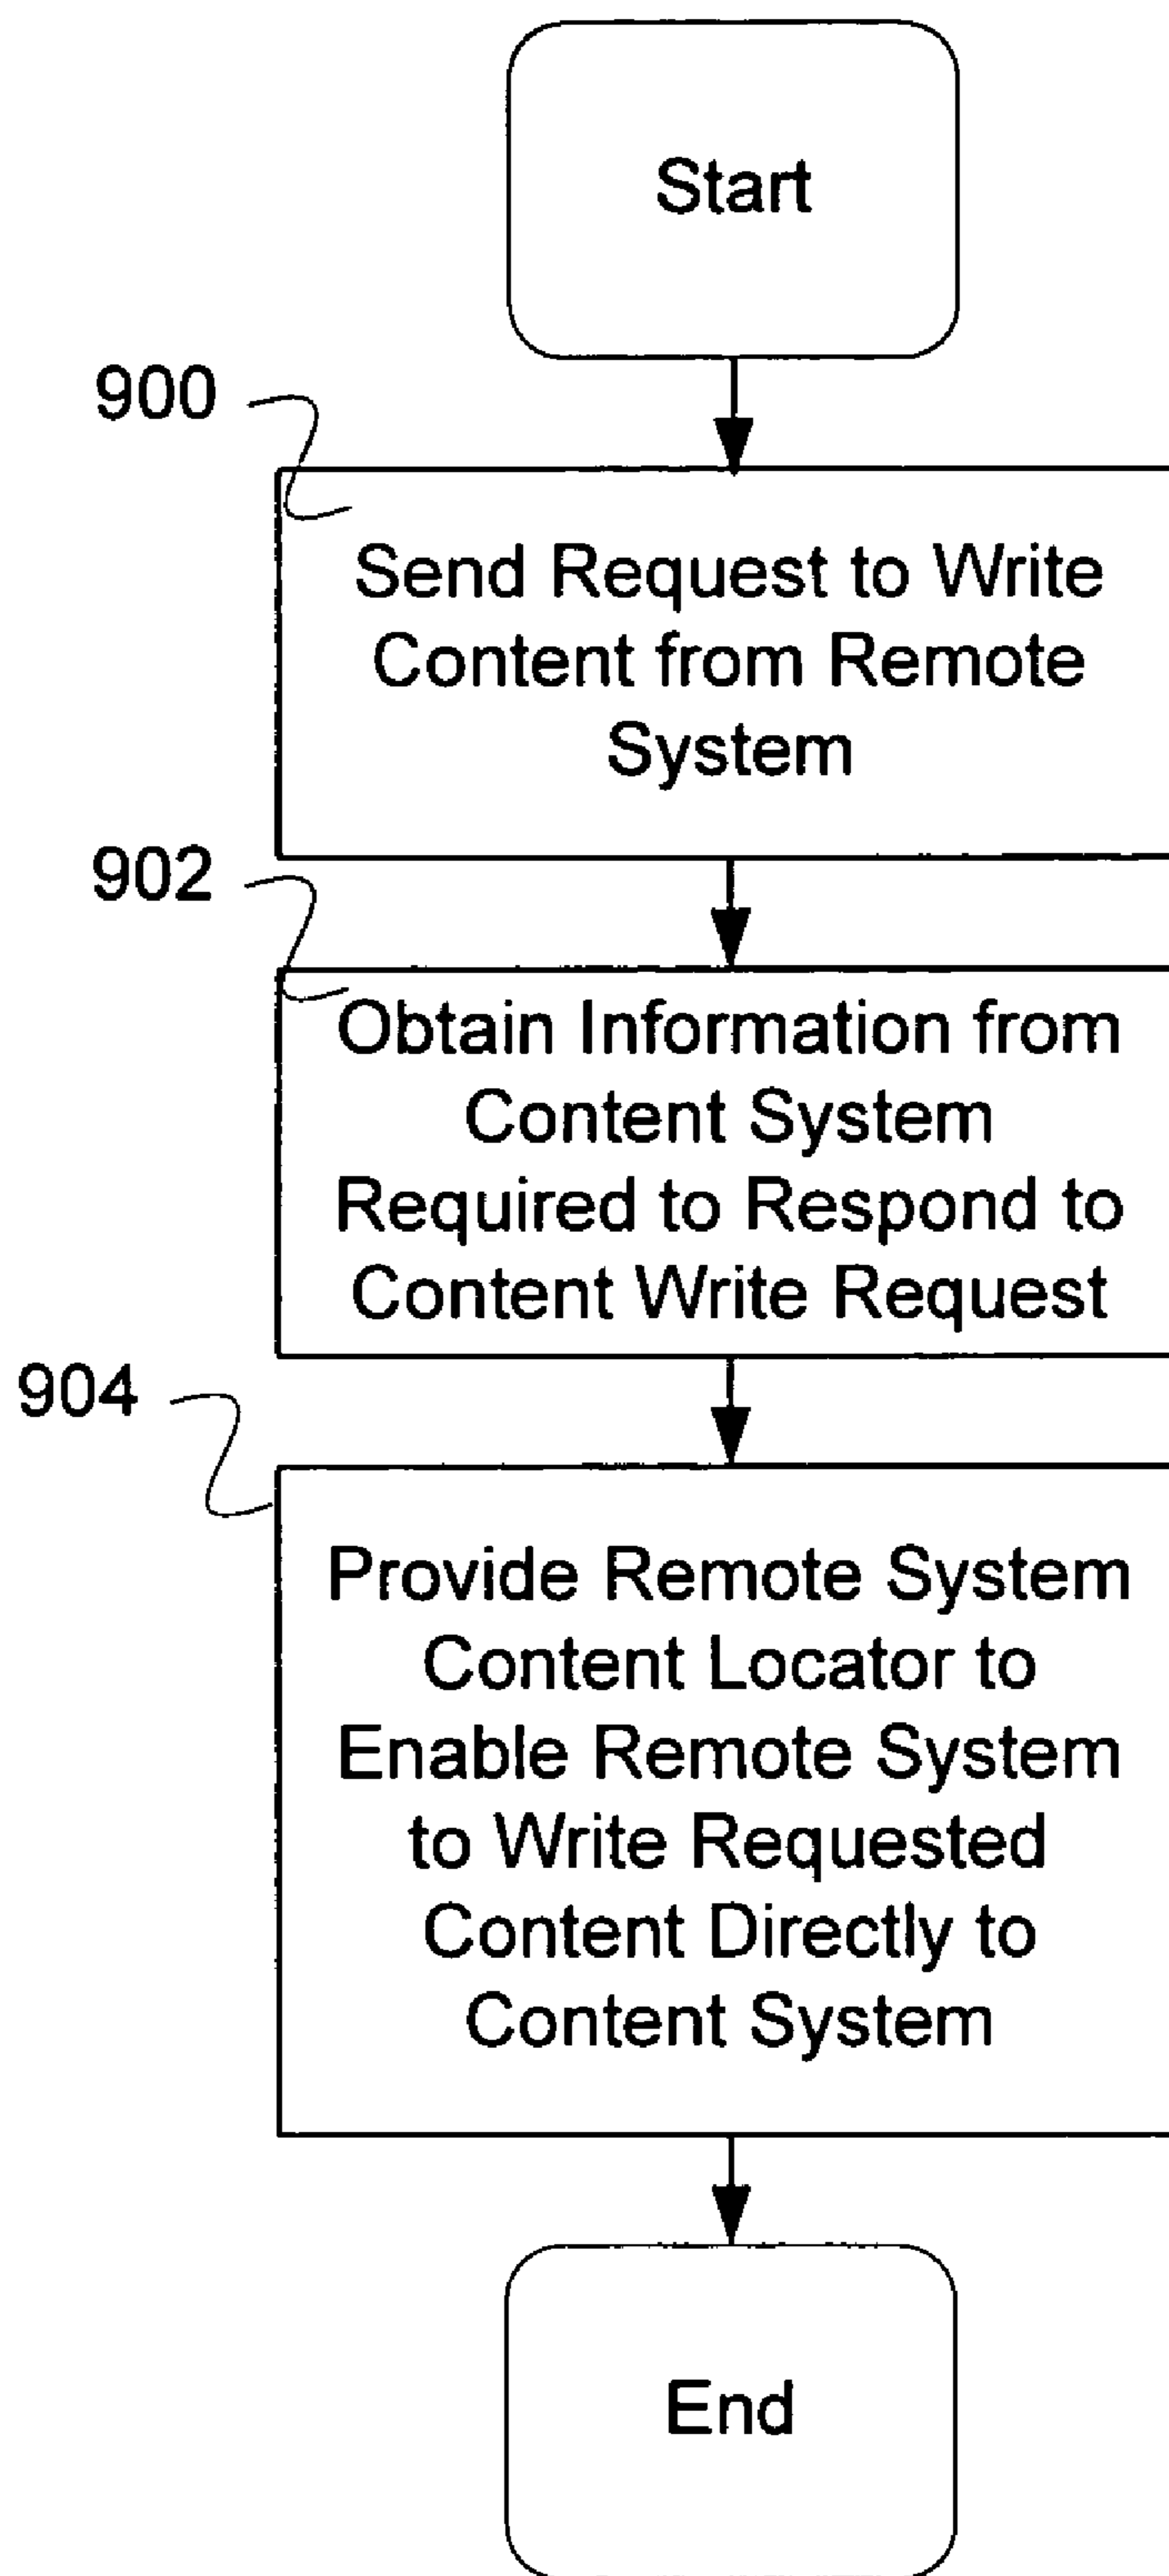 Start
900
Send Request to Write
Content from Remote
System
902
Obtain Information from
Content System
Required to Respond to
Content Write Request
904
Provide Remote System
Content Locator to
Enable Remote System
to Write Requested
Content Directly to
Content System
End